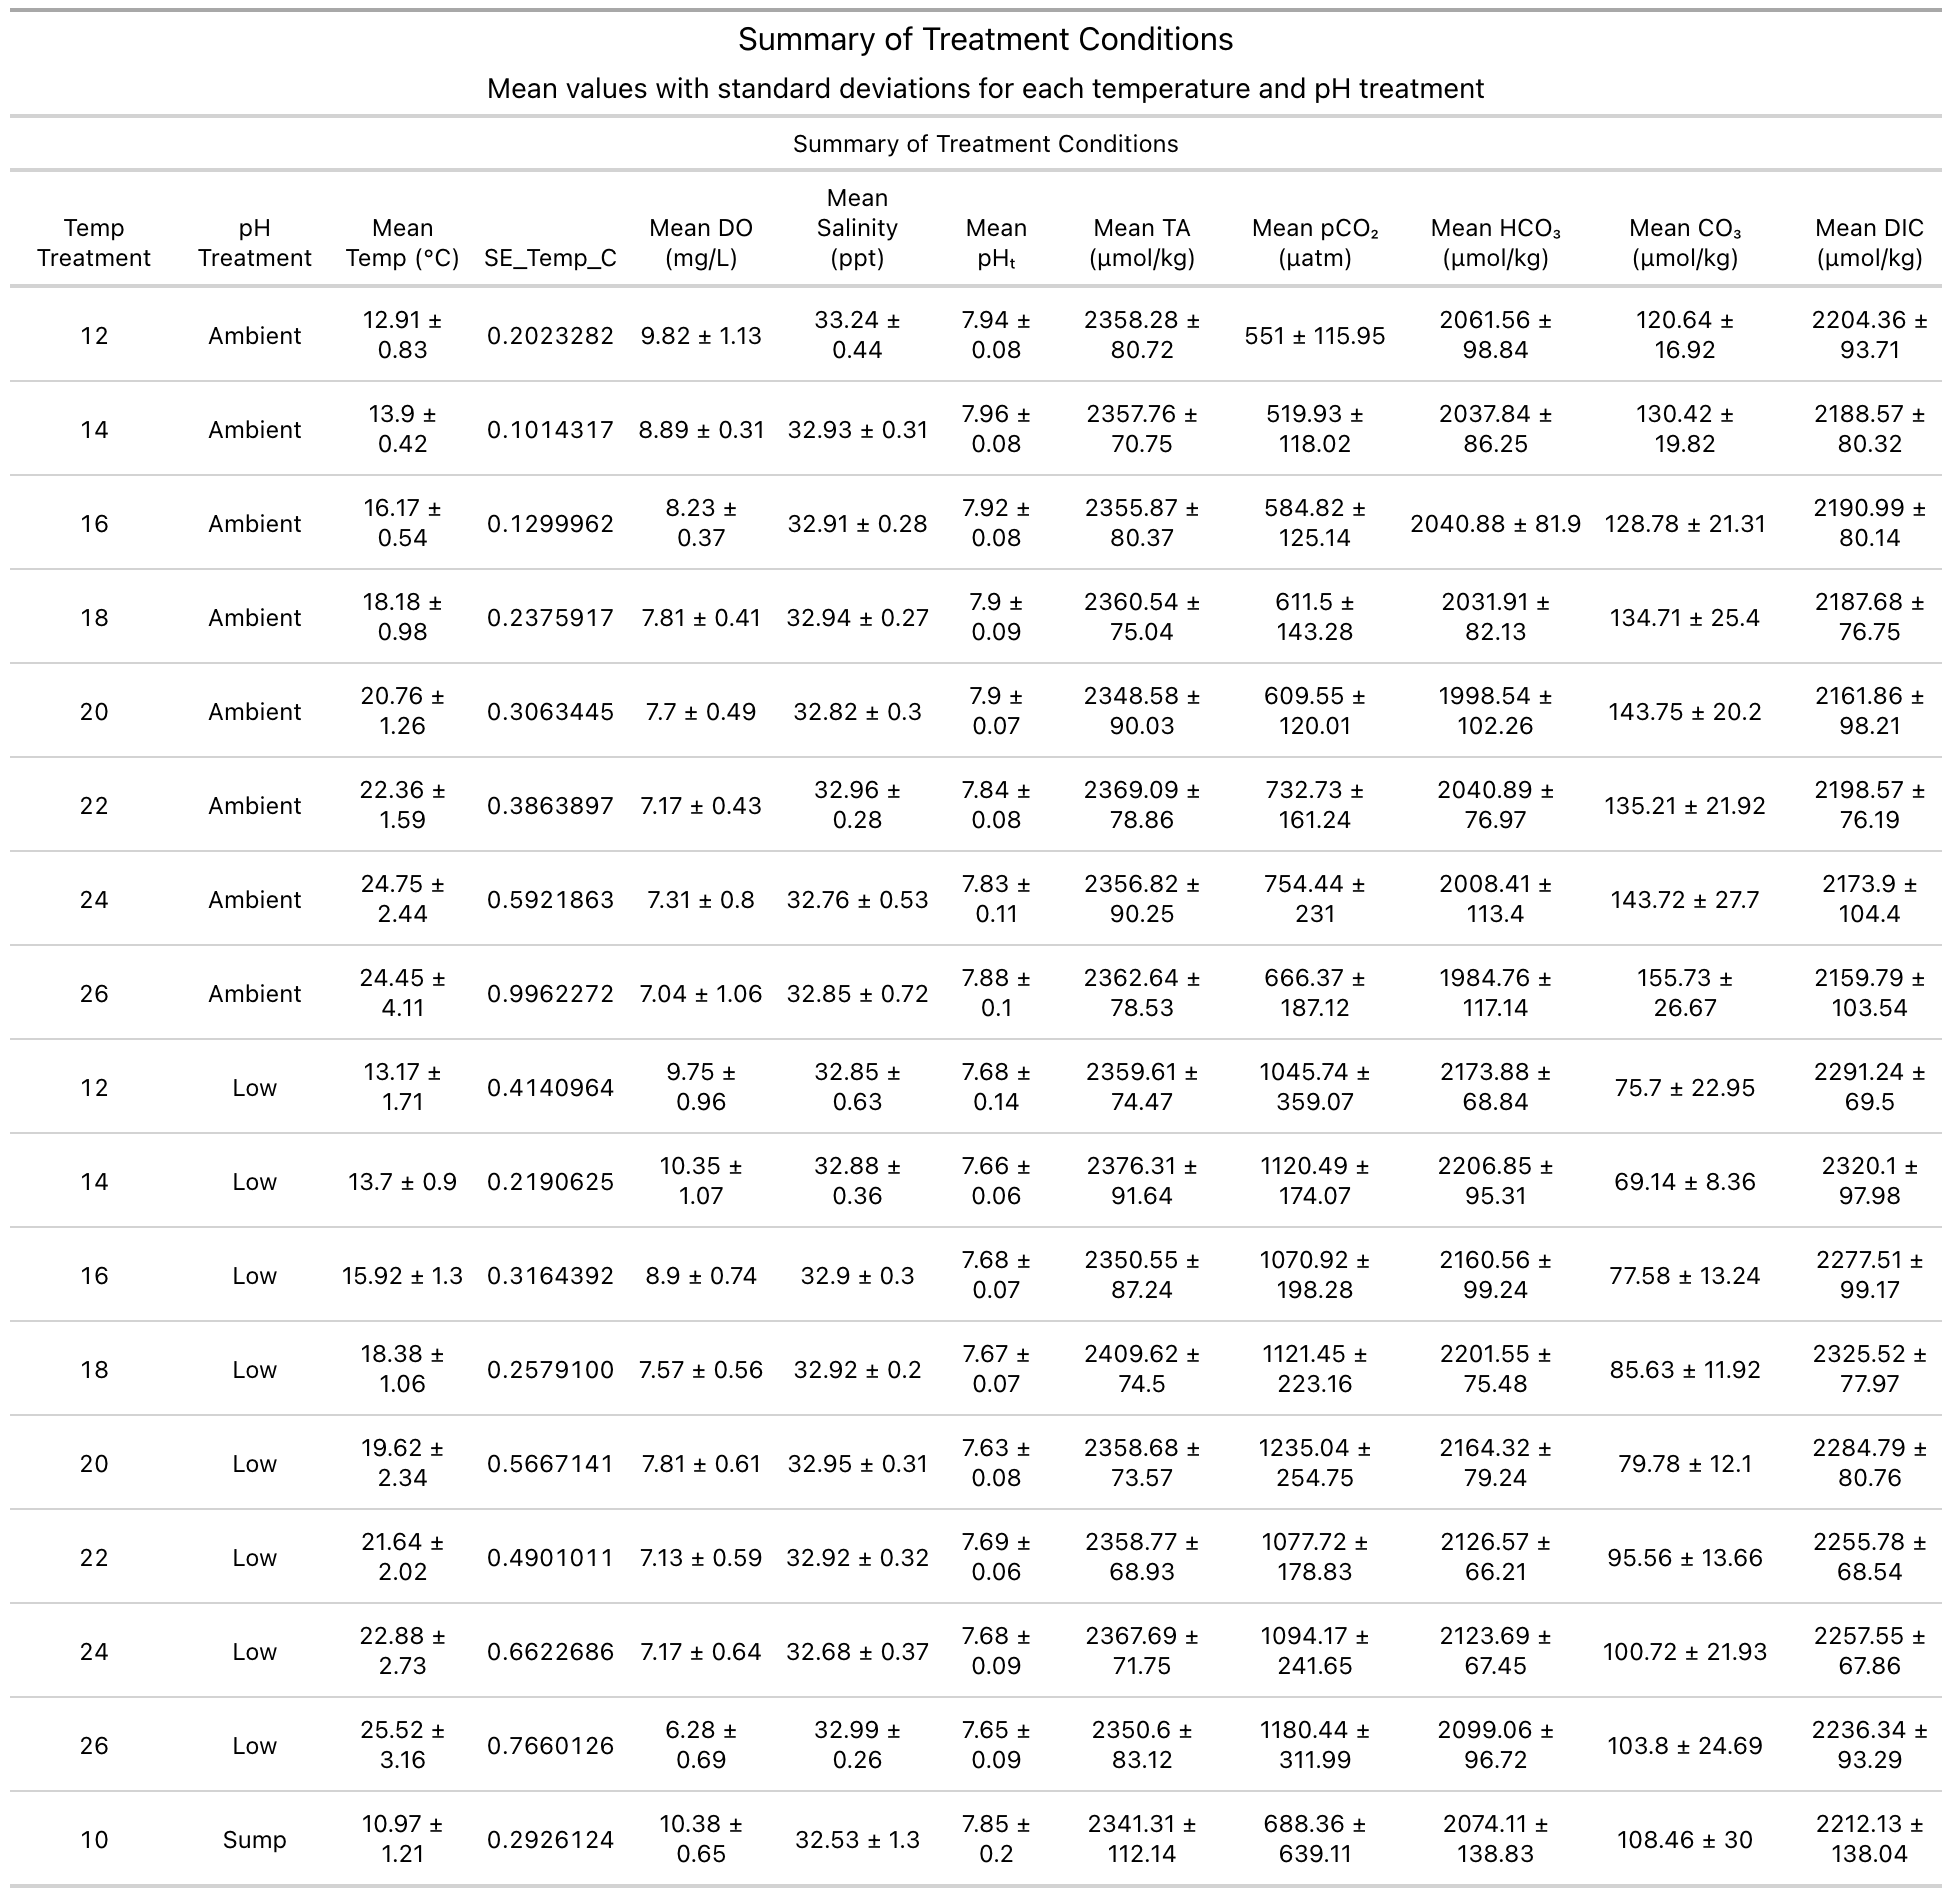 Summary of Treatment Conditions
Mean values with standard deviations for each temperature and pH treatment
Summary of Treatment Conditions
Temp Treatment | pH Treatment | Mean Temp (°C) | SE_Temp_C | Mean DO (mg/L) | Mean Salinity (ppt) | Mean pHₜ | Mean TA (µmol/kg) | Mean pCO₂ (µatm) | Mean HCO₃ (µmol/kg) | Mean CO₃ (µmol/kg) | Mean DIC (µmol/kg)
12 | Ambient | 12.91 ± 0.83 | 0.2023282 | 9.82 ± 1.13 | 33.24 ± 0.44 | 7.94 ± 0.08 | 2358.28 ± 80.72 | 551 ± 115.95 | 2061.56 ± 98.84 | 120.64 ± 16.92 | 2204.36 ± 93.71
14 | Ambient | 13.9 ± 0.42 | 0.1014317 | 8.89 ± 0.31 | 32.93 ± 0.31 | 7.96 ± 0.08 | 2357.76 ± 70.75 | 519.93 ± 118.02 | 2037.84 ± 86.25 | 130.42 ± 19.82 | 2188.57 ± 80.32
16 | Ambient | 16.17 ± 0.54 | 0.1299962 | 8.23 ± 0.37 | 32.91 ± 0.28 | 7.92 ± 0.08 | 2355.87 ± 80.37 | 584.82 ± 125.14 | 2040.88 ± 81.9 | 128.78 ± 21.31 | 2190.99 ± 80.14
18 | Ambient | 18.18 ± 0.98 | 0.2375917 | 7.81 ± 0.41 | 32.94 ± 0.27 | 7.9 ± 0.09 | 2360.54 ± 75.04 | 611.5 ± 143.28 | 2031.91 ± 82.13 | 134.71 ± 25.4 | 2187.68 ± 76.75
20 | Ambient | 20.76 ± 1.26 | 0.3063445 | 7.7 ± 0.49 | 32.82 ± 0.3 | 7.9 ± 0.07 | 2348.58 ± 90.03 | 609.55 ± 120.01 | 1998.54 ± 102.26 | 143.75 ± 20.2 | 2161.86 ± 98.21
22 | Ambient | 22.36 ± 1.59 | 0.3863897 | 7.17 ± 0.43 | 32.96 ± 0.28 | 7.84 ± 0.08 | 2369.09 ± 78.86 | 732.73 ± 161.24 | 2040.89 ± 76.97 | 135.21 ± 21.92 | 2198.57 ± 76.19
24 | Ambient | 24.75 ± 2.44 | 0.5921863 | 7.31 ± 0.8 | 32.76 ± 0.53 | 7.83 ± 0.11 | 2356.82 ± 90.25 | 754.44 ± 231 | 2008.41 ± 113.4 | 143.72 ± 27.7 | 2173.9 ± 104.4
26 | Ambient | 24.45 ± 4.11 | 0.9962272 | 7.04 ± 1.06 | 32.85 ± 0.72 | 7.88 ± 0.1 | 2362.64 ± 78.53 | 666.37 ± 187.12 | 1984.76 ± 117.14 | 155.73 ± 26.67 | 2159.79 ± 103.54
12 | Low | 13.17 ± 1.71 | 0.4140964 | 9.75 ± 0.96 | 32.85 ± 0.63 | 7.68 ± 0.14 | 2359.61 ± 74.47 | 1045.74 ± 359.07 | 2173.88 ± 68.84 | 75.7 ± 22.95 | 2291.24 ± 69.5
14 | Low | 13.7 ± 0.9 | 0.2190625 | 10.35 ± 1.07 | 32.88 ± 0.36 | 7.66 ± 0.06 | 2376.31 ± 91.64 | 1120.49 ± 174.07 | 2206.85 ± 95.31 | 69.14 ± 8.36 | 2320.1 ± 97.98
16 | Low | 15.92 ± 1.3 | 0.3164392 | 8.9 ± 0.74 | 32.9 ± 0.3 | 7.68 ± 0.07 | 2350.55 ± 87.24 | 1070.92 ± 198.28 | 2160.56 ± 99.24 | 77.58 ± 13.24 | 2277.51 ± 99.17
18 | Low | 18.38 ± 1.06 | 0.2579100 | 7.57 ± 0.56 | 32.92 ± 0.2 | 7.67 ± 0.07 | 2409.62 ± 74.5 | 1121.45 ± 223.16 | 2201.55 ± 75.48 | 85.63 ± 11.92 | 2325.52 ± 77.97
20 | Low | 19.62 ± 2.34 | 0.5667141 | 7.81 ± 0.61 | 32.95 ± 0.31 | 7.63 ± 0.08 | 2358.68 ± 73.57 | 1235.04 ± 254.75 | 2164.32 ± 79.24 | 79.78 ± 12.1 | 2284.79 ± 80.76
22 | Low | 21.64 ± 2.02 | 0.4901011 | 7.13 ± 0.59 | 32.92 ± 0.32 | 7.69 ± 0.06 | 2358.77 ± 68.93 | 1077.72 ± 178.83 | 2126.57 ± 66.21 | 95.56 ± 13.66 | 2255.78 ± 68.54
24 | Low | 22.88 ± 2.73 | 0.6622686 | 7.17 ± 0.64 | 32.68 ± 0.37 | 7.68 ± 0.09 | 2367.69 ± 71.75 | 1094.17 ± 241.65 | 2123.69 ± 67.45 | 100.72 ± 21.93 | 2257.55 ± 67.86
26 | Low | 25.52 ± 3.16 | 0.7660126 | 6.28 ± 0.69 | 32.99 ± 0.26 | 7.65 ± 0.09 | 2350.6 ± 83.12 | 1180.44 ± 311.99 | 2099.06 ± 96.72 | 103.8 ± 24.69 | 2236.34 ± 93.29
10 | Sump | 10.97 ± 1.21 | 0.2926124 | 10.38 ± 0.65 | 32.53 ± 1.3 | 7.85 ± 0.2 | 2341.31 ± 112.14 | 688.36 ± 639.11 | 2074.11 ± 138.83 | 108.46 ± 30 | 2212.13 ± 138.04